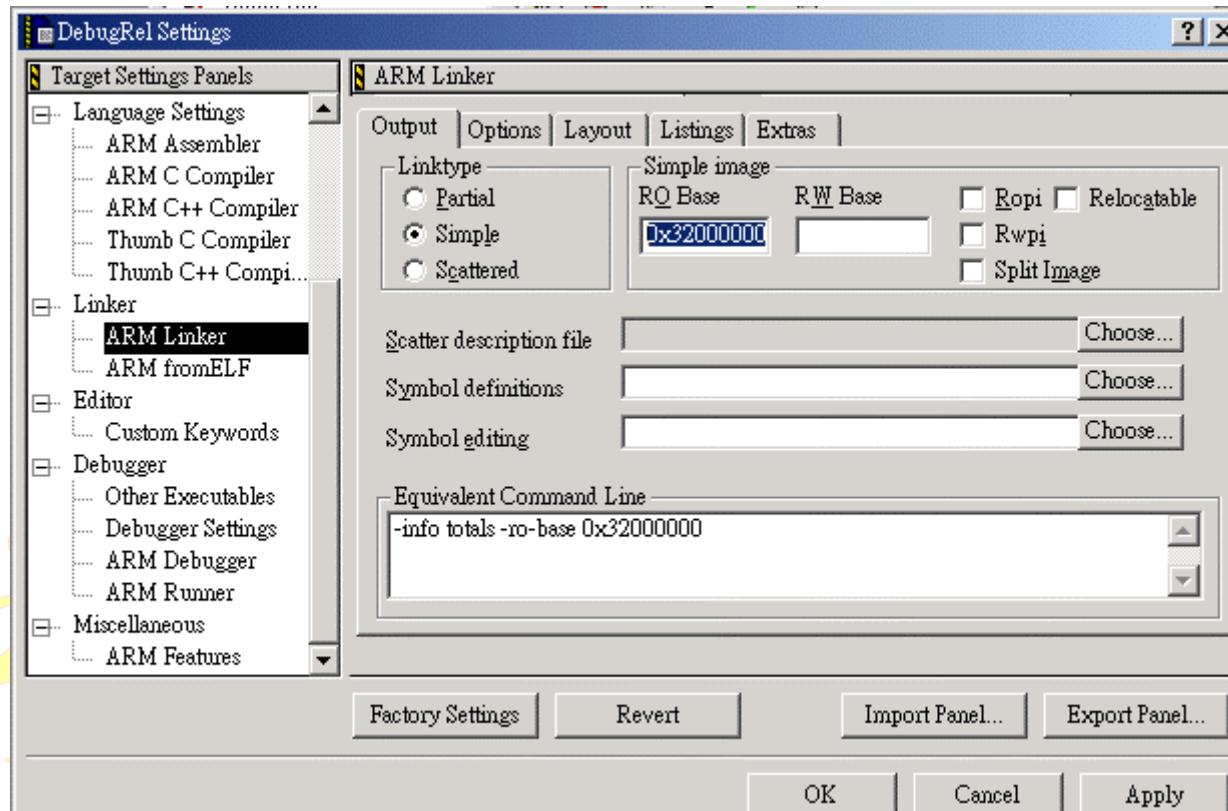 DebugRel Settings
Target Settings Panels
Language Settings
ARM Assembler
ARM C Compiler
ARM C++ Compiler
Thumb C Compiler
Thumb C++ Compi...
Linker
ARM Linker
ARM fromELF
Editor
Custom Keywords
Debugger
Other Executables
Debugger Settings
ARM Debugger
ARM Runner
Miscellaneous
ARM Features
ARM Linker
Output Options Layout Listings Extras
Linktype
Partial
Simple
Scattered
Simple image
RO Base RW Base
0x32000000
Ropi Relocatable
Rwpi
Split Image
Scatter description file Choose...
Symbol definitions Choose...
Symbol editing Choose...
Equivalent Command Line
-info totals -ro-base 0x32000000
Factory Settings Revert Import Panel... Export Panel...
OK Cancel Apply